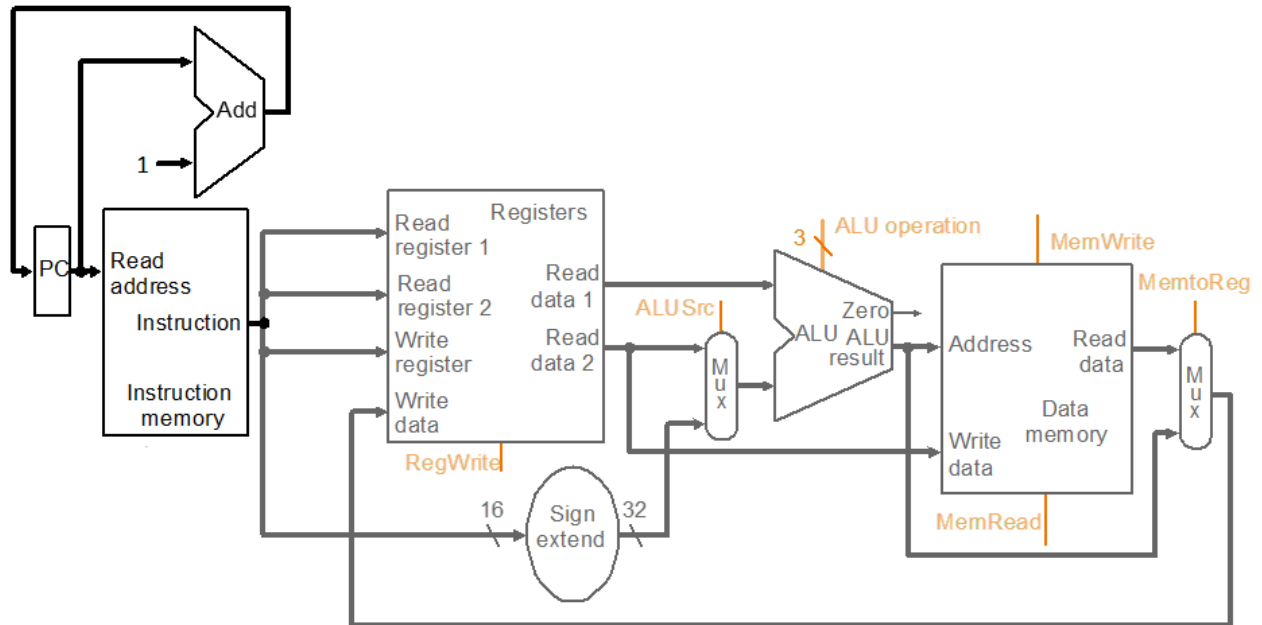 Add
1
PC
Read
address
Instruction
Instruction
memory
Registers
Read
register 1
Read
register 2
Write
register
Write
data
Read
data 1
Read
data 2
RegWrite
16
Sign
extend
32
ALUSrc
Mux
3
ALU operation
Zero
ALU
ALU
result
MemWrite
Address
Read
data
Data
memory
Write
data
MemRead
MemtoReg
Mux